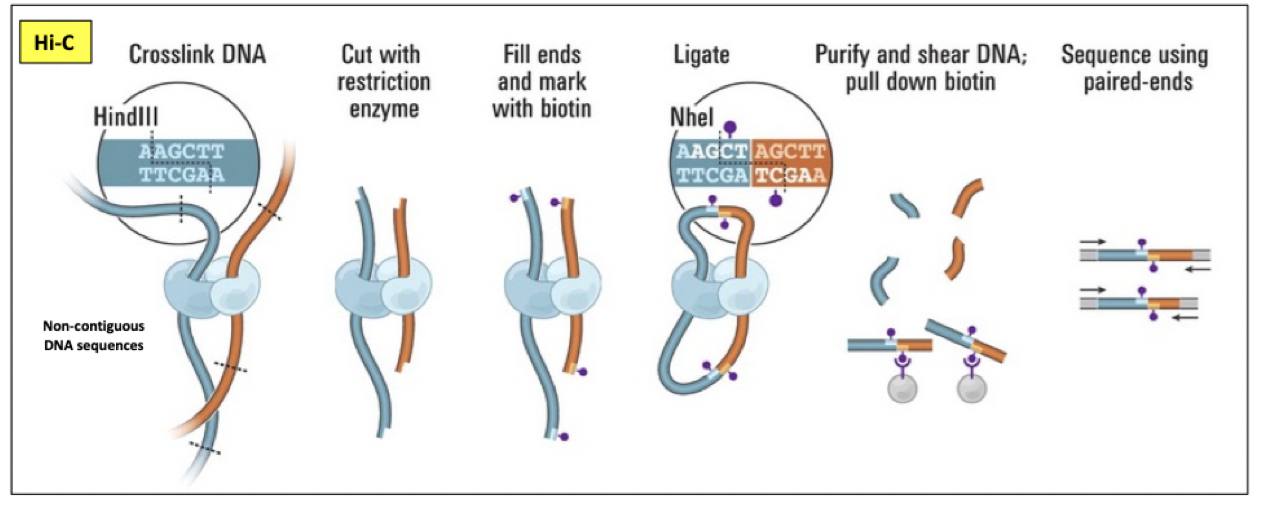 Hi-C
Crosslink DNA
Cut with
restriction
enzyme
Fill ends
and mark
with biotin
Ligate
Purify and shear DNA;
pull down biotin
Sequence using
paired-ends
HindIII
AAGCTT
TTCGAA
NheI
AAGCT AGCTT
TTCGA TCGAA
Non-contiguous
DNA sequences